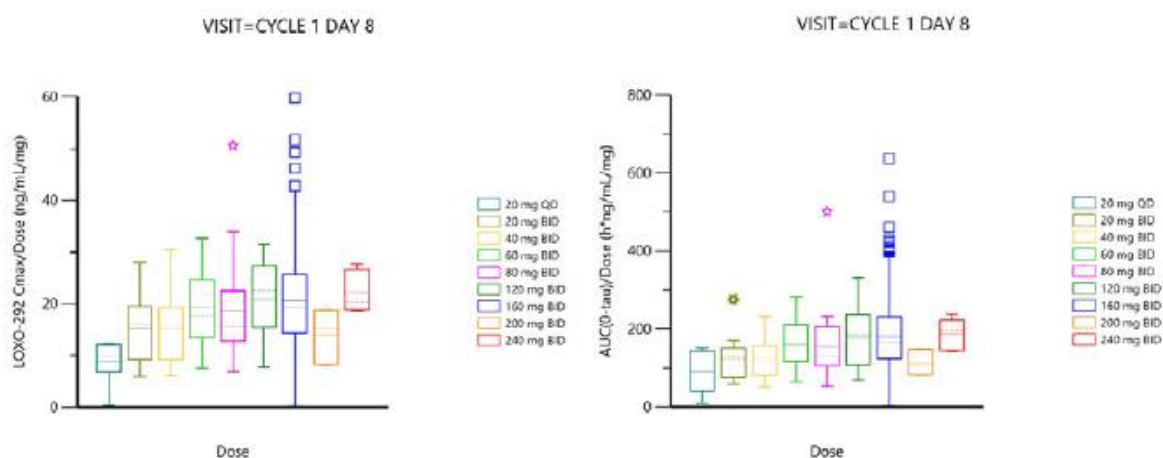 VISIT=CYCLE 1 DAY 8
LOXO-292 Cmax/Dose (ng/mL/mg)
60
40
20
0
Dose
20 mg QD
20 mg BID
40 mg BID
60 mg BID
80 mg BID
120 mg BID
160 mg BID
200 mg BID
240 mg BID
VISIT=CYCLE 1 DAY 8
AUC(0-tau)/Dose (h*ng/mL/mg)
800
600
400
200
0
Dose
20 mg QD
20 mg BID
40 mg BID
60 mg BID
80 mg BID
120 mg BID
160 mg BID
200 mg BID
240 mg BID